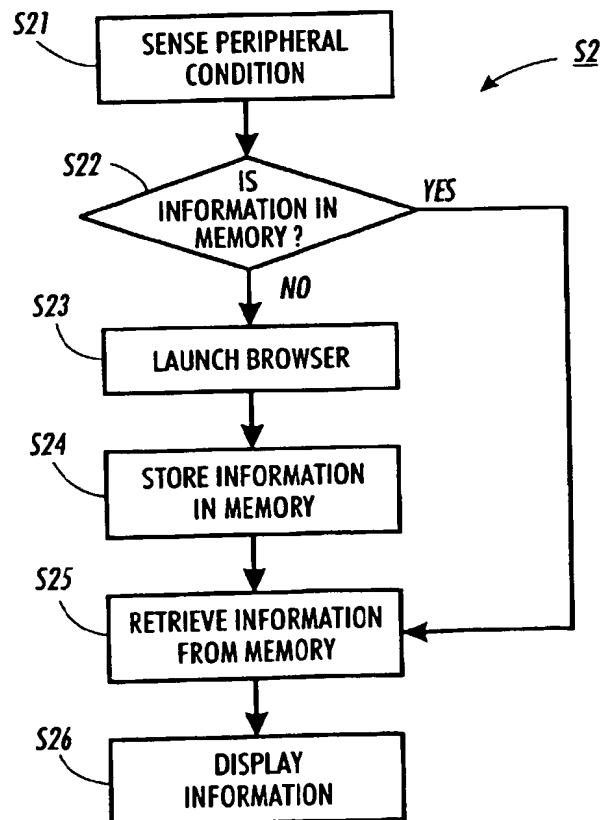 S21
SENSE PERIPHERAL
CONDITION
S2
S22
IS
INFORMATION IN
MEMORY?
YES
NO
S23
LAUNCH BROWSER
S24
STORE INFORMATION
IN MEMORY
S25
RETRIEVE INFORMATION
FROM MEMORY
S26
DISPLAY
INFORMATION